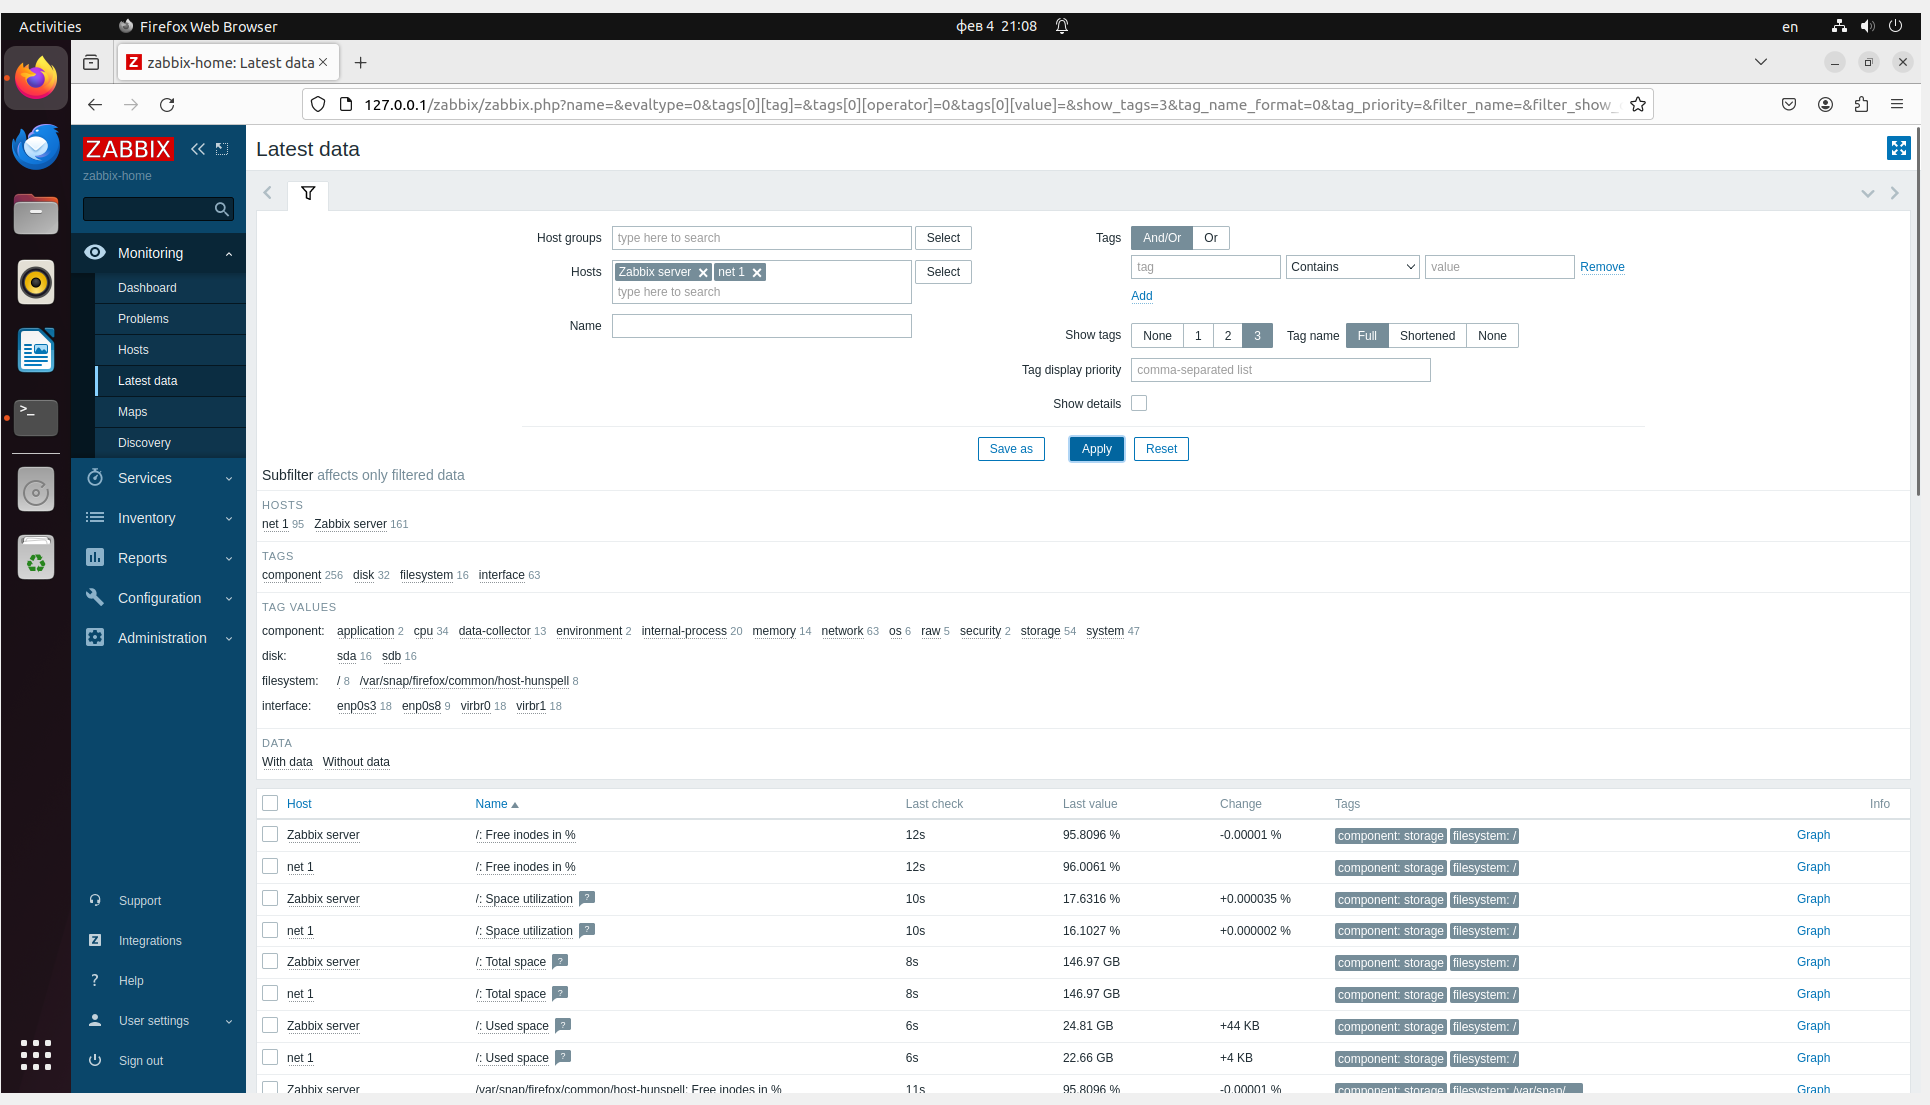 Activities Firefox Web Browser фев 4 21:08 en
zabbix-home: Latest data
127.0.0.1/zabbix/zabbix.php?name=&evaltype=0&tags[0][tag]=&tags[0][operator]=0&tags[0][value]=&show_tags=3&tag_name_format=0&tag_priority=&filter_name=&filter_show_
ZABBIX
zabbix-home
Monitoring
Dashboard
Problems
Hosts
Latest data
Maps
Discovery
Services
Inventory
Reports
Configuration
Administration
Support
Integrations
Help
User settings
Sign out
Latest data
Host groups type here to search Select
Hosts Zabbix server net 1 Select
type here to search
Name
Tags And/Or Or
tag Contains value Remove
Add
Show tags None 1 2 3 Tag name Full Shortened None
Tag display priority comma-separated list
Show details
Save as Apply Reset
Subfilter affects only filtered data
HOSTS
net 1 95 Zabbix server 161
TAGS
component 256 disk 32 filesystem 16 interface 63
TAG VALUES
component: application 2 cpu 34 data-collector 13 environment 2 internal-process 20 memory 14 network 63 os 6 raw 5 security 2 storage 54 system 47
disk: sda 16 sdb 16
filesystem: / 8 /var/snap/firefox/common/host-hunspell 8
interface: enp0s3 18 enp0s8 9 virbr0 18 virbr1 18
DATA
With data Without data
Host Name Last check Last value Change Tags Info
Zabbix server /: Free inodes in % 12s 95.8096 % -0.00001 % component: storage filesystem: / Graph
net 1 /: Free inodes in % 12s 96.0061 % component: storage filesystem: / Graph
Zabbix server /: Space utilization ? 10s 17.6316 % +0.000035 % component: storage filesystem: / Graph
net 1 /: Space utilization ? 10s 16.1027 % +0.000002 % component: storage filesystem: / Graph
Zabbix server /: Total space ? 8s 146.97 GB component: storage filesystem: / Graph
net 1 /: Total space ? 8s 146.97 GB component: storage filesystem: / Graph
Zabbix server /: Used space ? 6s 24.81 GB +44 KB component: storage filesystem: / Graph
net 1 /: Used space ? 6s 22.66 GB +4 KB component: storage filesystem: / Graph
Zabbix server /var/snap/firefox/common/host-hunspell: Free inodes in % 11s 95.8096 % -0.00001 % component: storage filesystem: /var/snap/... Graph